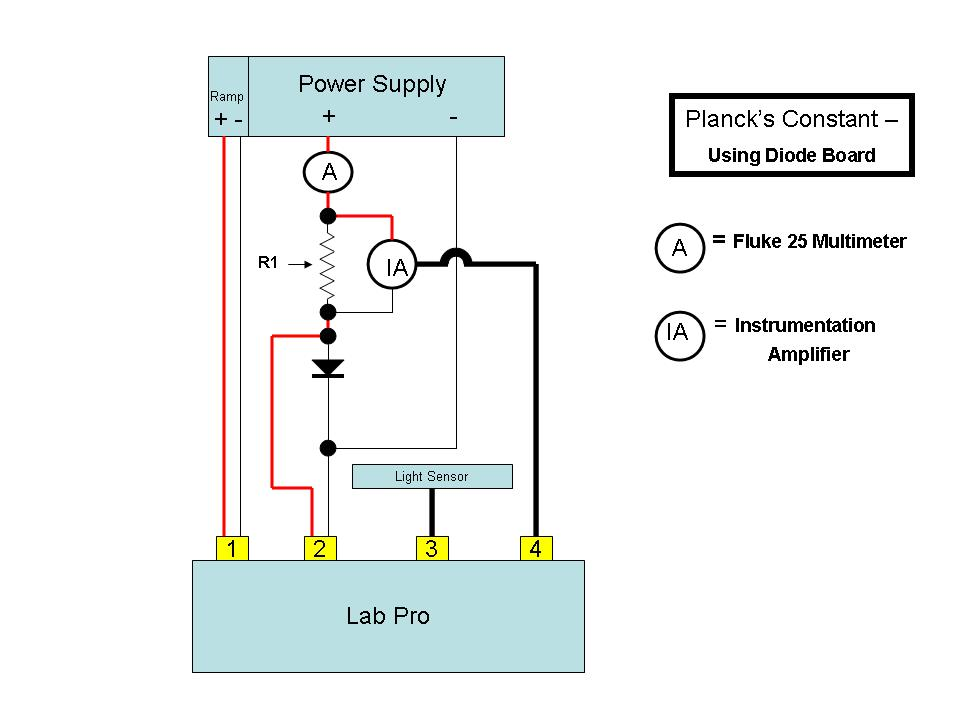 Power Supply
Ramp
+ -
+
-
Planck's Constant –
Using Diode Board
A
A
= Fluke 25 Multimeter
R1
IA
IA
= Instrumentation
Amplifier
Light Sensor
1
2
3
4
Lab Pro